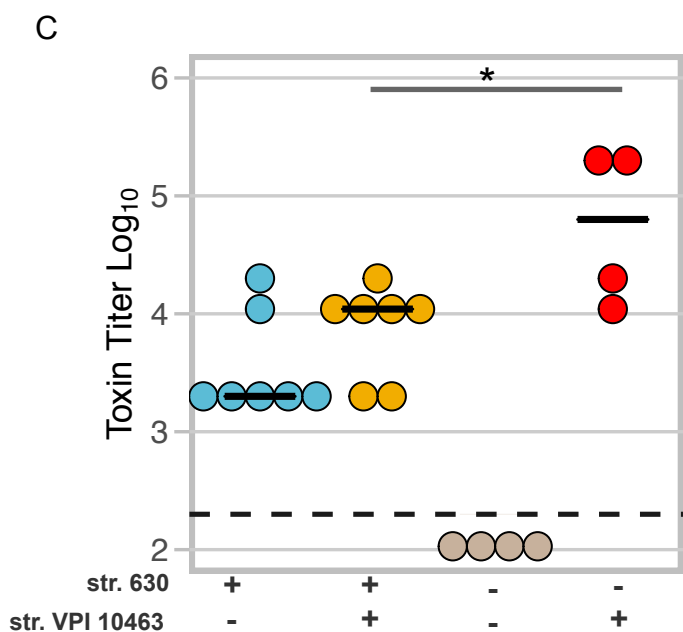 C
*
6
5
4
3
2
Toxin Titer Log10
str. 630 + + - -
str. VPI 10463 - + - +